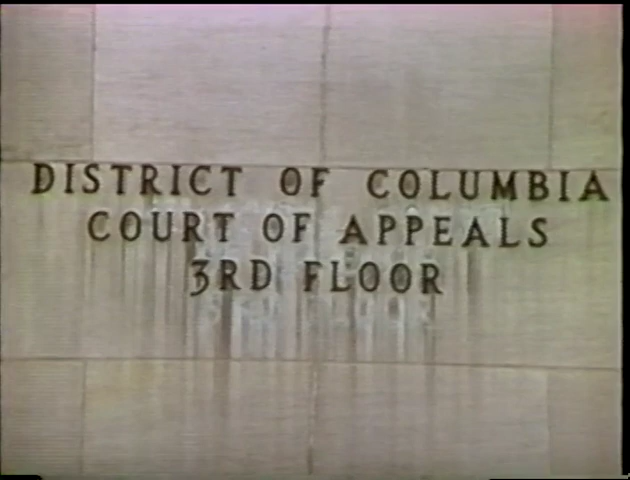 DISTRICT OF COLUMBIA
COURT OF APPEALS
3RD FLOOR